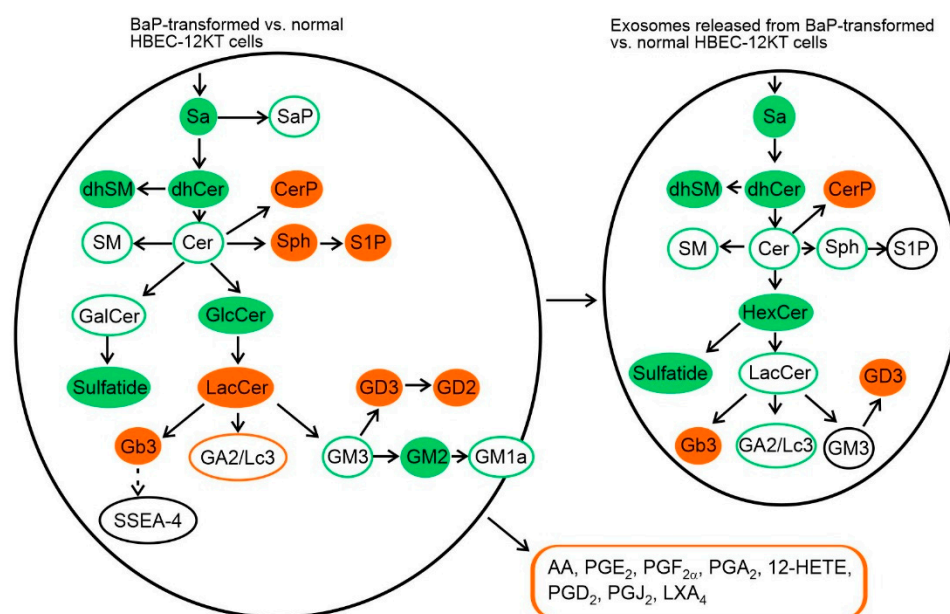 BaP-transformed vs. normal
HBEC-12KT cells
Sa
SaP
dhSM
dhCer
CerP
SM
Cer
Sph
S1P
GalCer
GlcCer
Sulfatide
LacCer
GD3
GD2
Gb3
GA2/Lc3
GM3
GM2
GM1a
SSEA-4
Exosomes released from BaP-transformed
vs. normal HBEC-12KT cells
Sa
dhSM
dhCer
CerP
SM
Cer
Sph
S1P
HexCer
Sulfatide
LacCer
GD3
Gb3
GA2/Lc3
GM3
AA, PGE₂, PGF₂α, PGA₂, 12-HETE,
PGD₂, PGJ₂, LXA₄